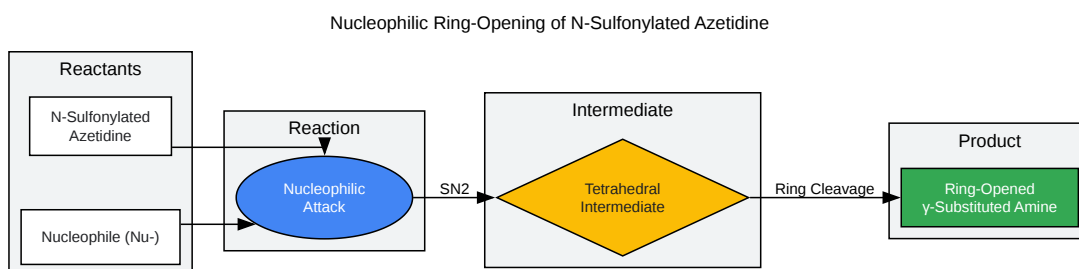 Nucleophilic Ring-Opening of N-Sulfonylated Azetidine
Reactants
N-Sulfonylated
Azetidine
Nucleophile (Nu-)
Reaction
Nucleophilic
Attack
SN2
Intermediate
Tetrahedral
Intermediate
Ring Cleavage
Product
Ring-Opened
γ-Substituted Amine